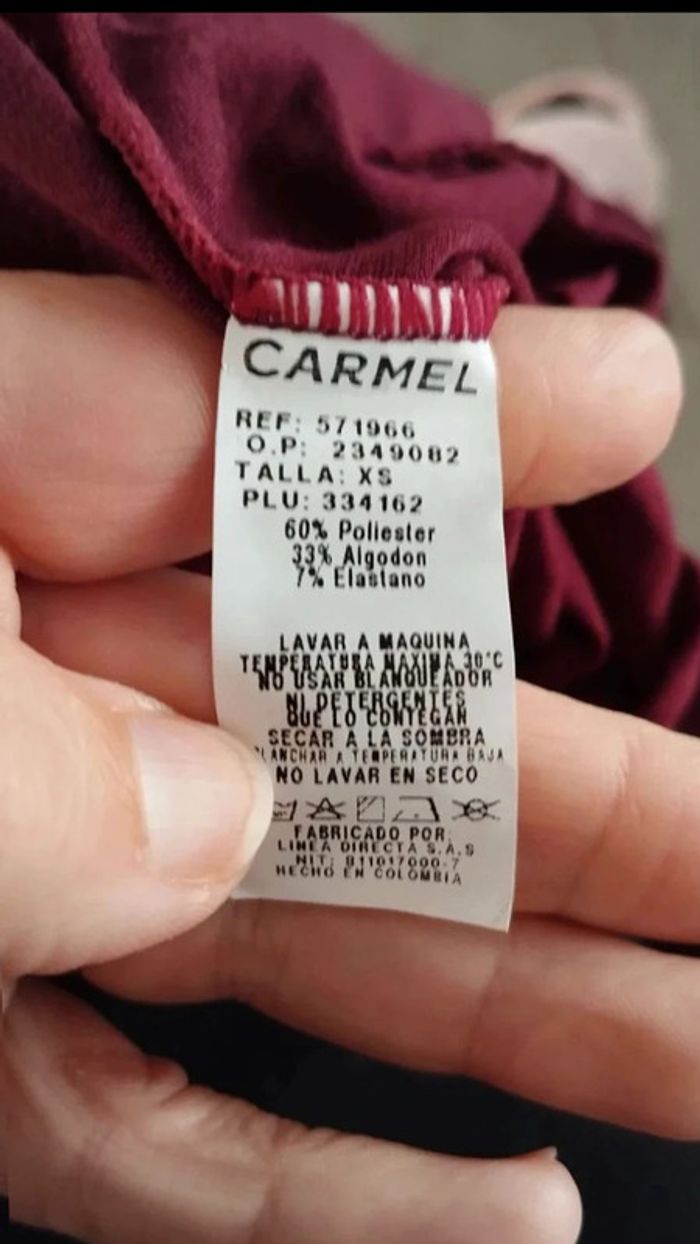 CARMEL
REF: 571966
O.P: 2349082
TALLA: XS
PLU: 334162
60% Poliester
33% Algodon
7% Elastano
LAVAR A MAQUINA
TEMPERATURA MAXIMA 30°C
NO USAR BLANQUEADOR
NI DETERGENTES
QUE LO CONTEGAN
SECAR A LA SOMBRA
PLANCHAR A TEMPERATURA BAJA
NO LAVAR EN SECO
FABRICADO POR:
LINEA DIRECTA S.A.S
NIT: 811017000-7
HECHO EN COLOMBIA